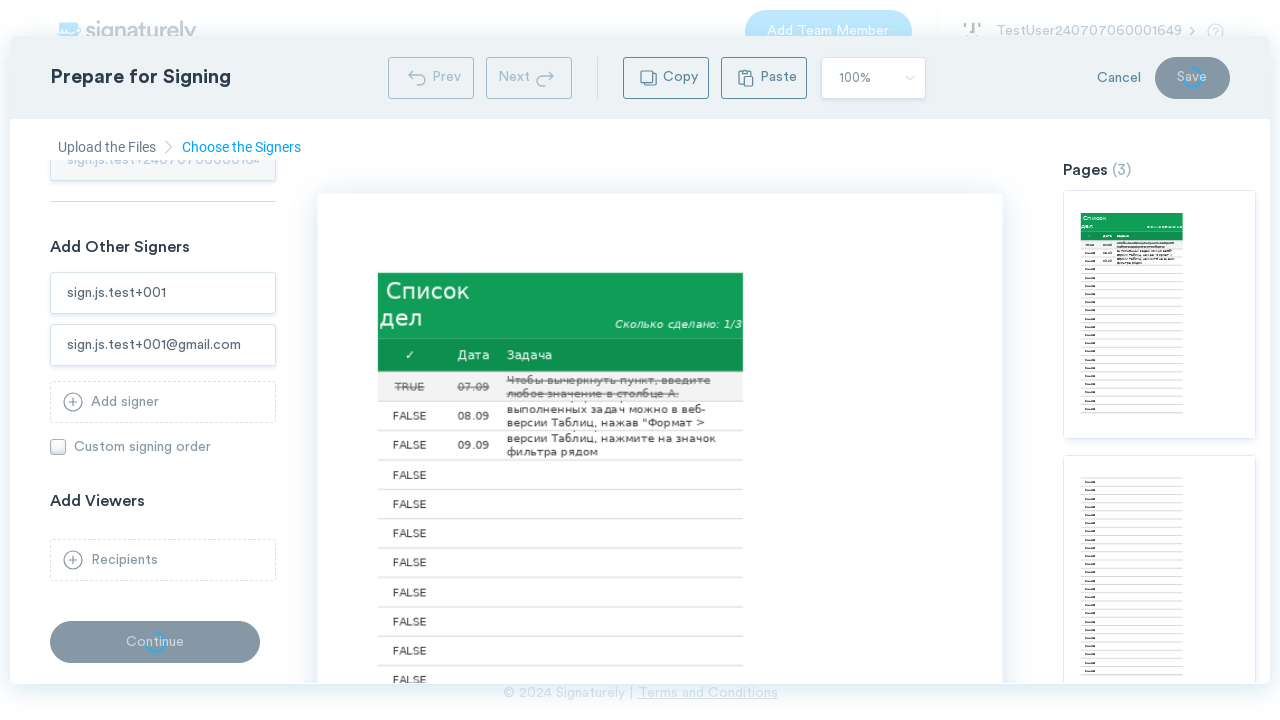 signaturely
Add Team Member
TestUser240707060001649
Prepare for Signing
Prev
Next
Copy
Paste
100%
Cancel
Save
Upload the Files
Choose the Signers
Add Other Signers
sign.js.test+001
sign.js.test+001@gmail.com
Add signer
Custom signing order
Add Viewers
Recipients
Continue
Список
дел
Сколько сделано: 1/3
✓ Дата Задача
TRUE 07.09 Чтобы вычеркнуть пункт, введите
любое значение в столбце А.
FALSE 08.09 выполненных задач можно в веб-
версии Таблиц, нажав "Формат >
FALSE 09.09 версии Таблиц, нажмите на значок
фильтра рядом
FALSE
FALSE
FALSE
FALSE
FALSE
FALSE
FALSE
FALSE
Pages (3)
Список
дел
© 2024 Signaturely | Terms and Conditions